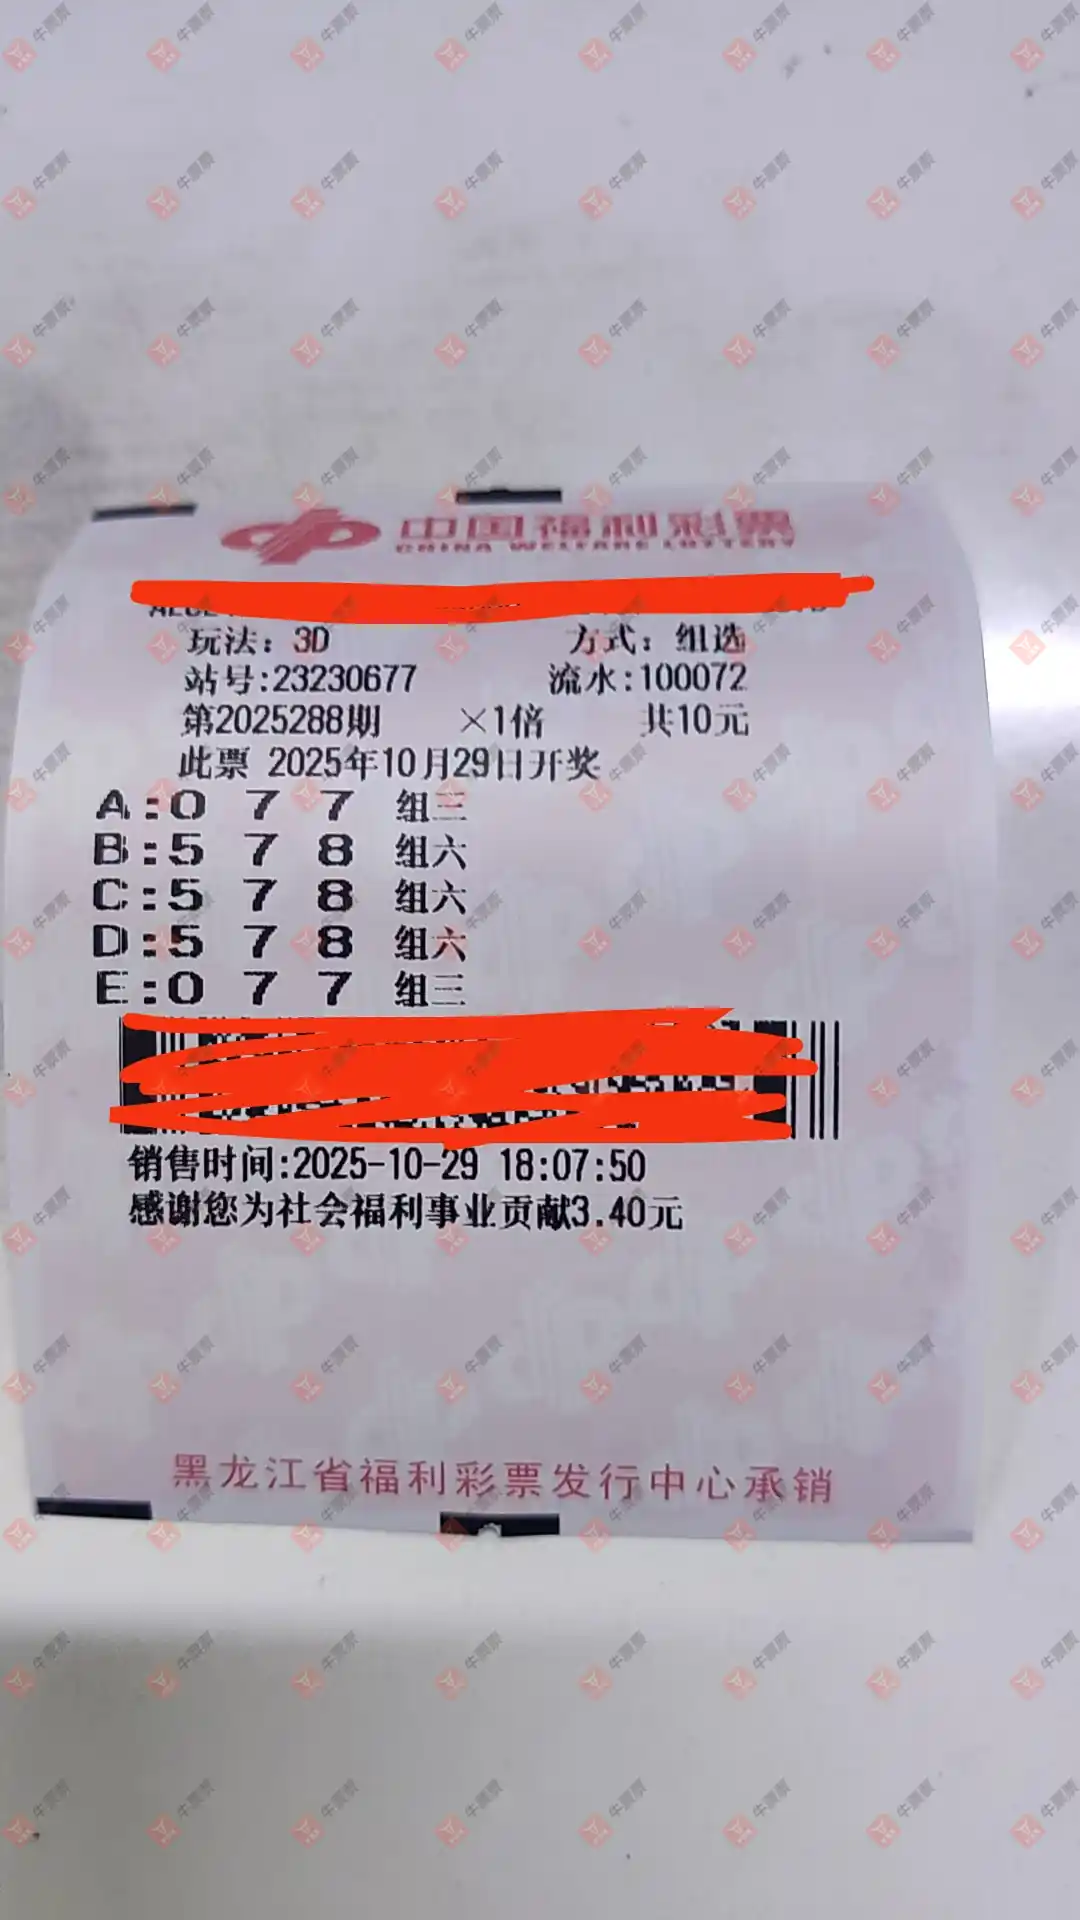 中国福利彩票
CHINA WELFARE LOTTERY
玩法：3D 方式：组选
站号:23230677 流水:100072
第2025288期 ×1倍 共10元
此票 2025年10月29日开奖
A:0 7 7 组三
B:5 7 8 组六
C:5 7 8 组六
D:5 7 8 组六
E:0 7 7 组三
销售时间:2025-10-29 18:07:50
感谢您为社会福利事业贡献3.40元
黑龙江省福利彩票发行中心承销
牛票票